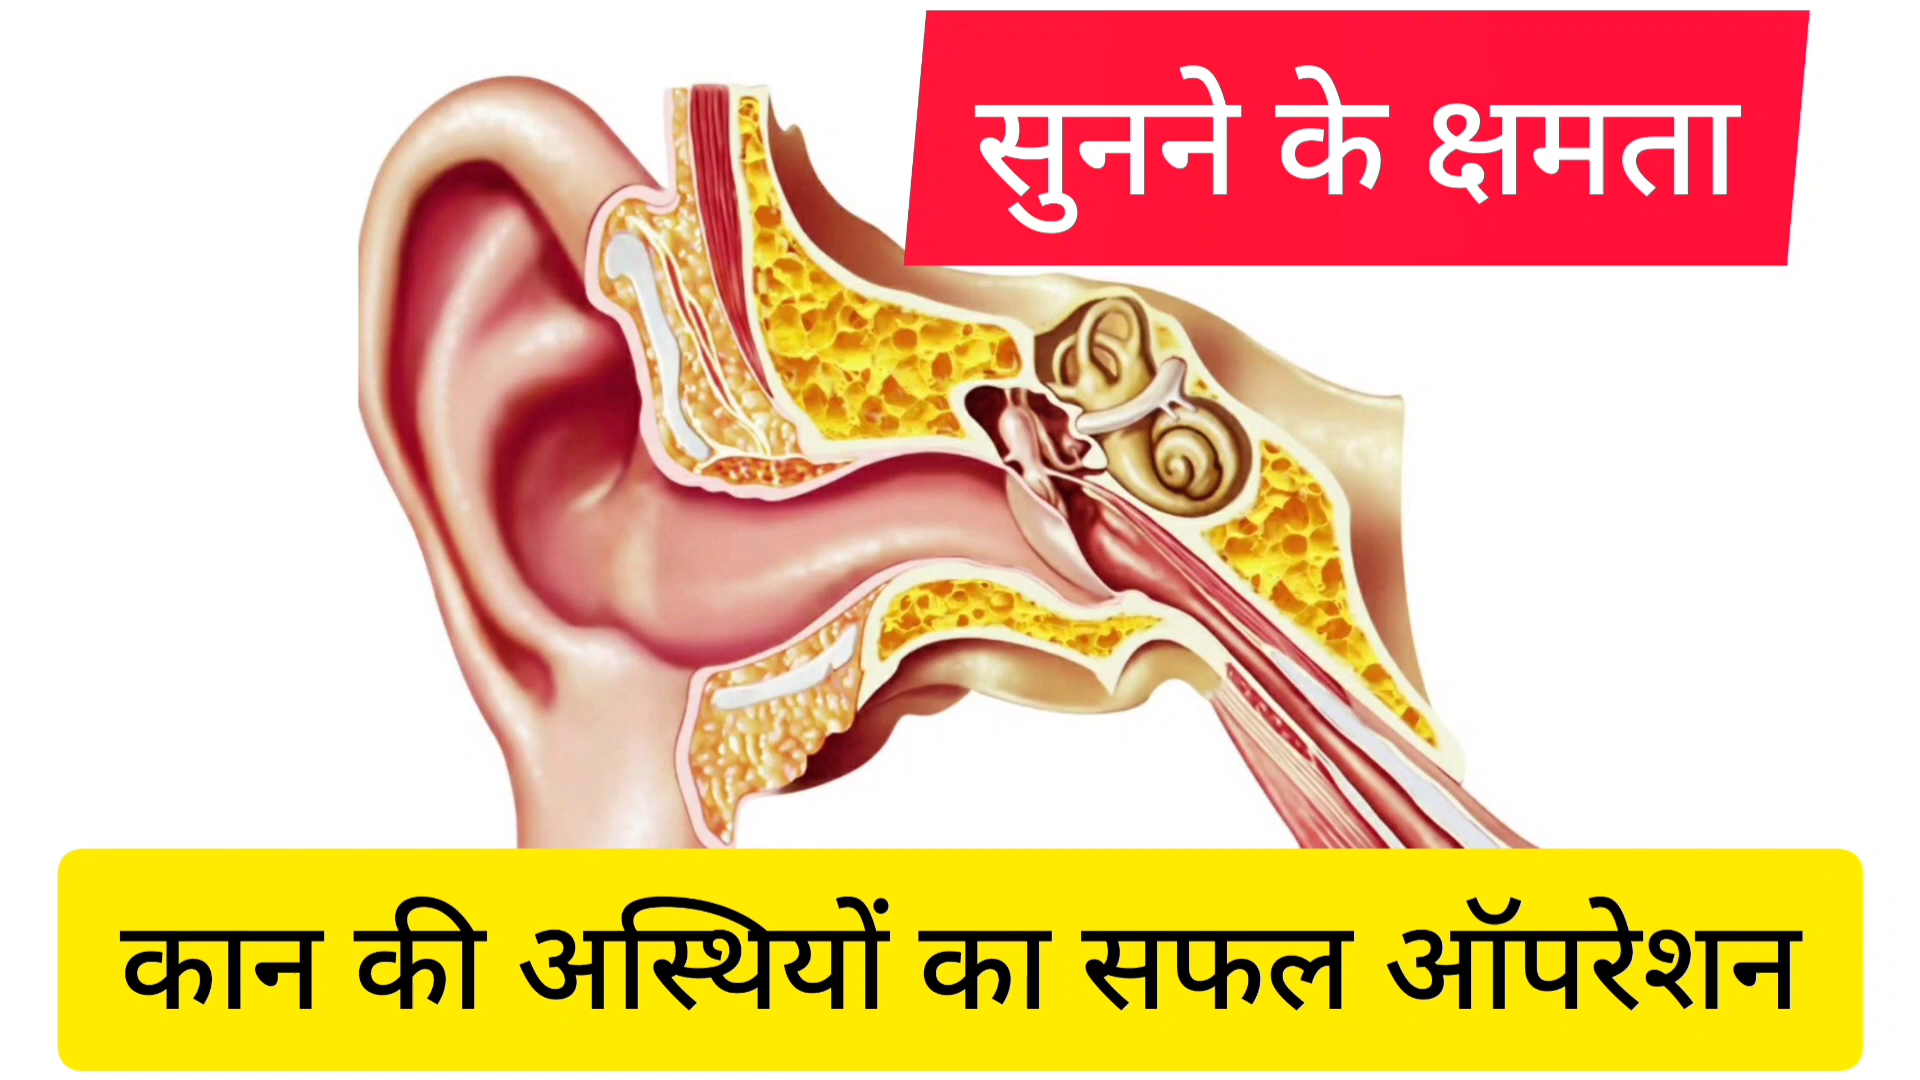 सुनने के क्षमता
कान की अस्थियों का सफल ऑपरेशन